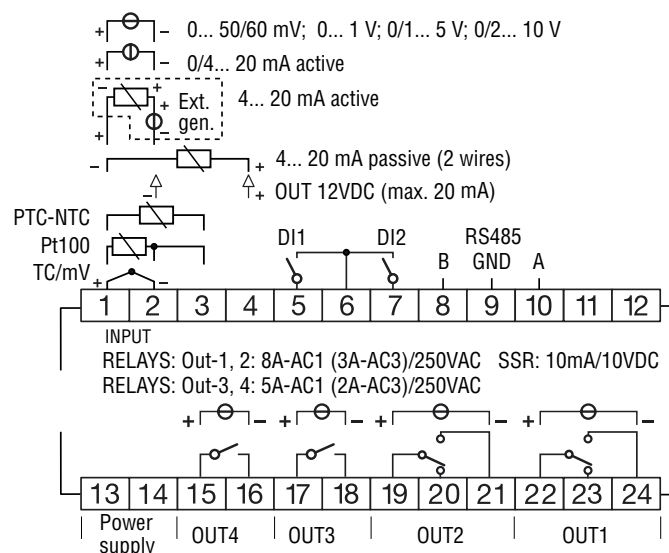 + – 0... 50/60 mV; 0... 1 V; 0/1... 5 V; 0/2... 10 V
+ – 0/4... 20 mA active
– + + Ext. 4... 20 mA active
gen.
+ –
– + 4... 20 mA passive (2 wires)
– + OUT 12VDC (max. 20 mA)
PTC-NTC
Pt100 DI1 DI2 RS485
TC/mV B GND A
+ –
1 2 3 4 5 6 7 8 9 10 11 12
INPUT
RELAYS: Out-1, 2: 8A-AC1 (3A-AC3)/250VAC SSR: 10mA/10VDC
RELAYS: Out-3, 4: 5A-AC1 (2A-AC3)/250VAC
+ – + – + – + –
13 14 15 16 17 18 19 20 21 22 23 24
Power OUT4 OUT3 OUT2 OUT1
supply